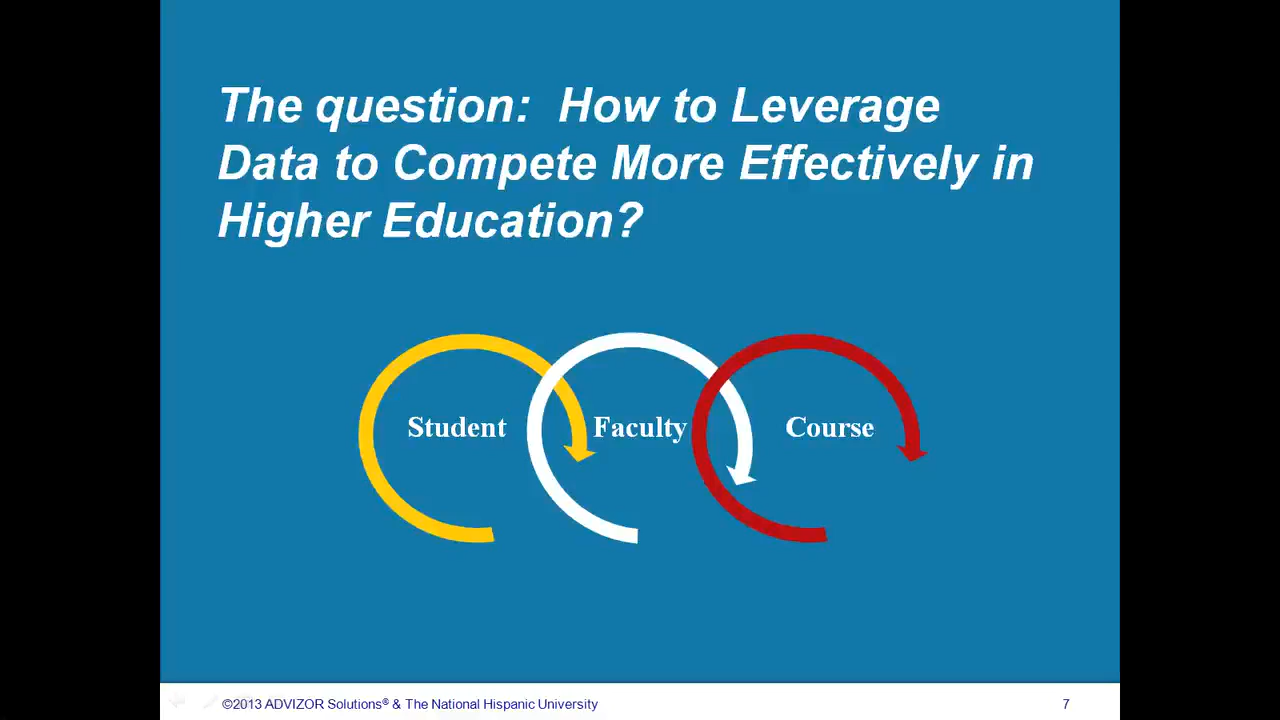 The question:  How to Leverage
Data to Compete More Effectively in
Higher Education?
Student Faculty Course
©2013 ADVIZOR Solutions® & The National Hispanic University 7